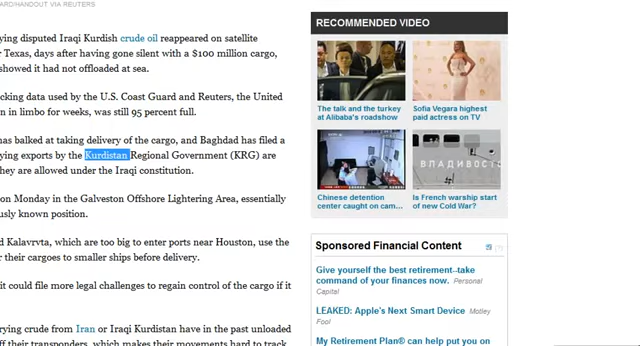 ARD/HANDOUT VIA REUTERS
ying disputed Iraqi Kurdish crude oil reappeared on satellite
r Texas, days after having gone silent with a $100 million cargo,
showed it had not offloaded at sea.
cking data used by the U.S. Coast Guard and Reuters, the United
n in limbo for weeks, was still 95 percent full.
has balked at taking delivery of the cargo, and Baghdad has filed a
ying exports by the Kurdistan Regional Government (KRG) are
hey are allowed under the Iraqi constitution.
on Monday in the Galveston Offshore Lightering Area, essentially
usly known position.
d Kalavrvta, which are too big to enter ports near Houston, use the
r their cargoes to smaller ships before delivery.
it could file more legal challenges to regain control of the cargo if it
rying crude from Iran or Iraqi Kurdistan have in the past unloaded
ff their transponders, which makes their movements hard to track
RECOMMENDED VIDEO
The talk and the turkey
at Alibaba's roadshow
Sofia Vegara highest
paid actress on TV
Chinese detention
center caught on cam...
ВЛАДИВОСТО
Is French warship start
of new Cold War?
Sponsored Financial Content
[?]
Give yourself the best retirement--take
command of your finances now. Personal
Capital
LEAKED: Apple's Next Smart Device Motley
Fool
My Retirement Plan® can help put you on